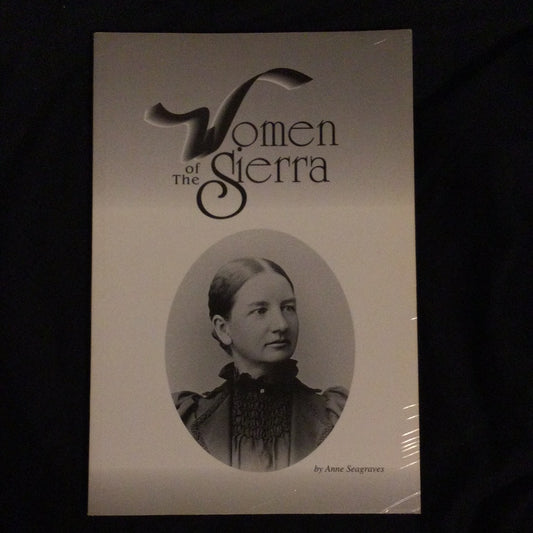 Women
of
The Sierra
by Anne Seagraves